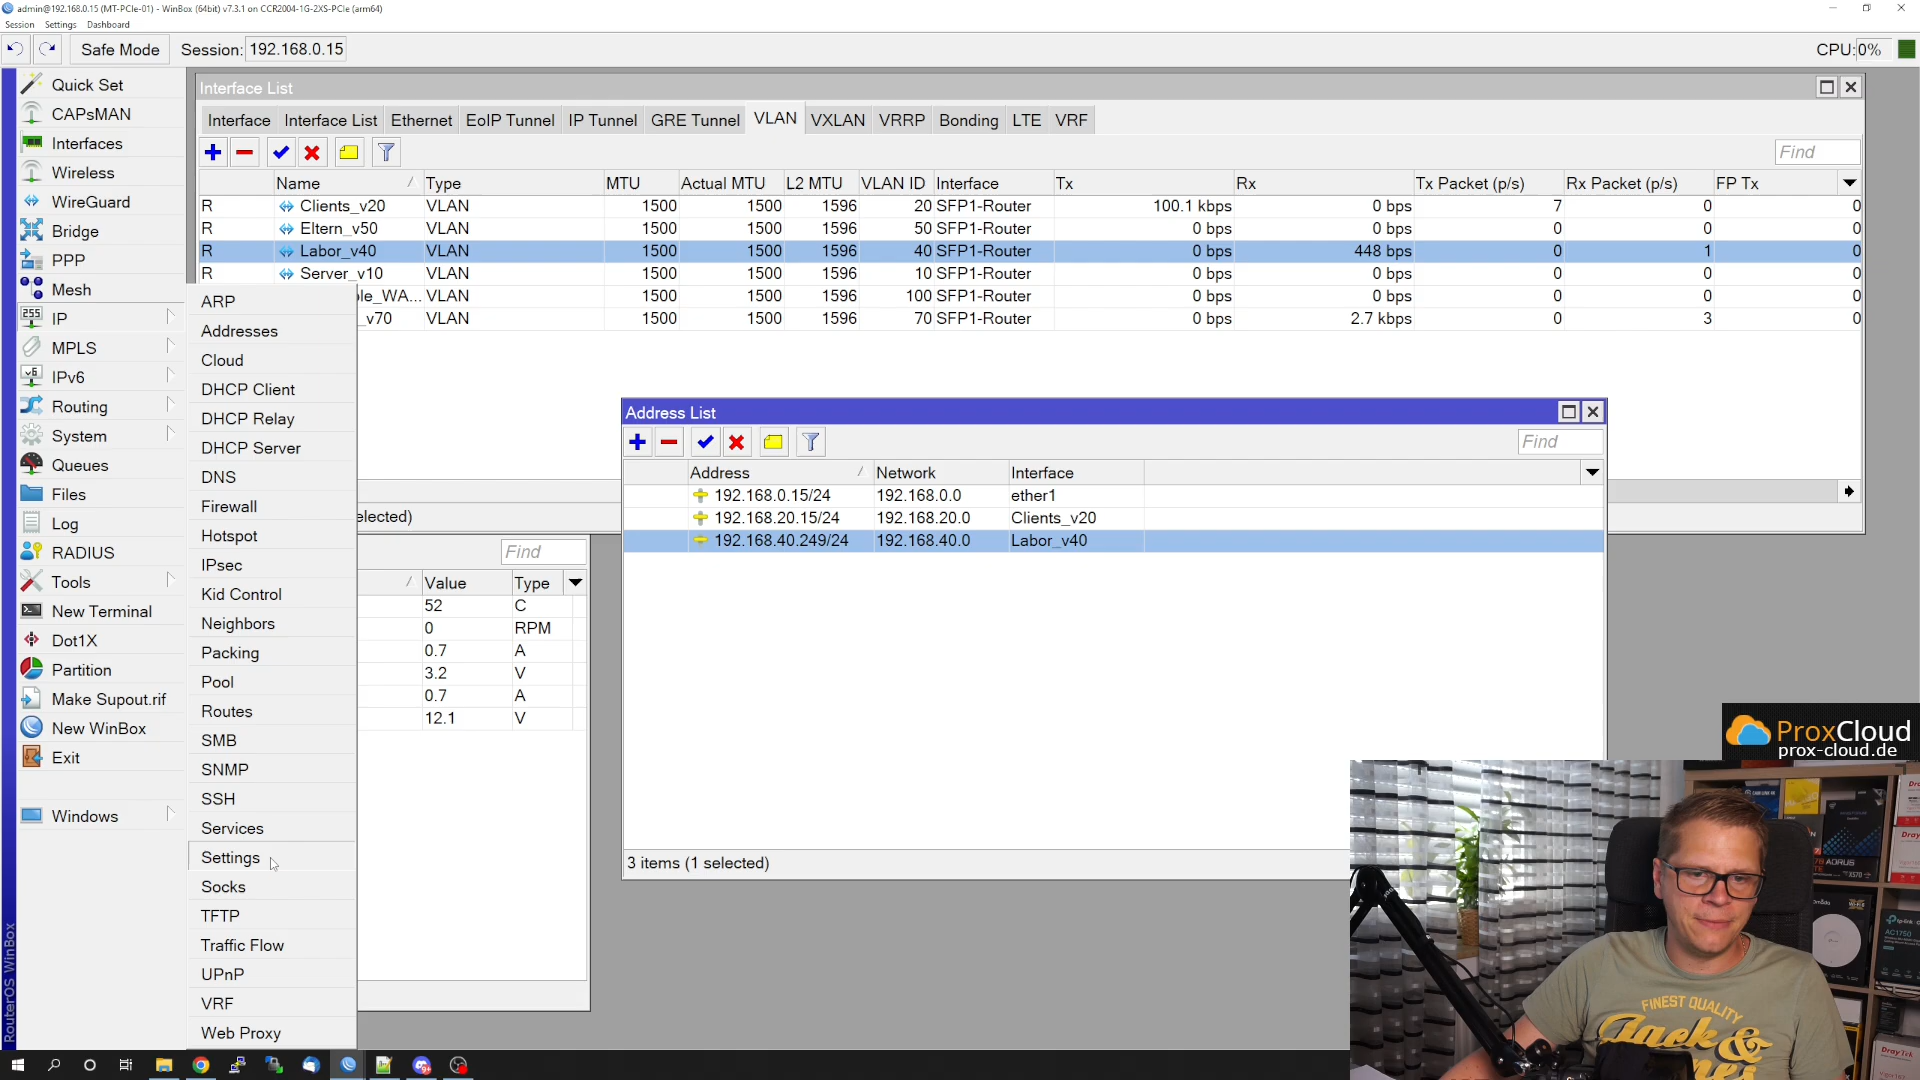 admin@192.168.0.15 (MT-PCIe-01) - WinBox (64bit) v7.3.1 on CCR2004-1G-2XS-PCIe (arm64)
Session Settings Dashboard
Safe Mode Session: 192.168.0.15 CPU:0%
Quick Set
CAPsMAN
Interfaces
Wireless
WireGuard
Bridge
PPP
Mesh
IP
MPLS
IPv6
Routing
System
Queues
Files
Log
RADIUS
Tools
New Terminal
Dot1X
Partition
Make Supout.rif
New WinBox
Exit
Windows
RouterOS WinBox
Interface List
Interface Interface List Ethernet EoIP Tunnel IP Tunnel GRE Tunnel VLAN VXLAN VRRP Bonding LTE VRF
Find
Name Type MTU Actual MTU L2 MTU VLAN ID Interface Tx Rx Tx Packet (p/s) Rx Packet (p/s) FP Tx
R Clients_v20 VLAN 1500 1500 1596 20 SFP1-Router 100.1 kbps 0 bps 7 0 0
R Eltern_v50 VLAN 1500 1500 1596 50 SFP1-Router 0 bps 0 bps 0 0 0
R Labor_v40 VLAN 1500 1500 1596 40 SFP1-Router 0 bps 448 bps 0 1 0
R Server_v10 VLAN 1500 1500 1596 10 SFP1-Router 0 bps 0 bps 0 0 0
le_WA... VLAN 1500 1500 1596 100 SFP1-Router 0 bps 0 bps 0 0 0
_v70 VLAN 1500 1500 1596 70 SFP1-Router 0 bps 2.7 kbps 0 3 0
ARP
Addresses
Cloud
DHCP Client
DHCP Relay
DHCP Server
DNS
Firewall
Hotspot
IPsec
Kid Control
Neighbors
Packing
Pool
Routes
SMB
SNMP
SSH
Services
Settings
Socks
TFTP
Traffic Flow
UPnP
VRF
Web Proxy
elected)
Find
Value Type
52 C
0 RPM
0.7 A
3.2 V
0.7 A
12.1 V
Address List
Find
Address Network Interface
192.168.0.15/24 192.168.0.0 ether1
192.168.20.15/24 192.168.20.0 Clients_v20
192.168.40.249/24 192.168.40.0 Labor_v40
3 items (1 selected)
ProxCloud
prox-cloud.de
AORUS
X570
AC1750
FINEST QUALITY
Jack &
DrayTek